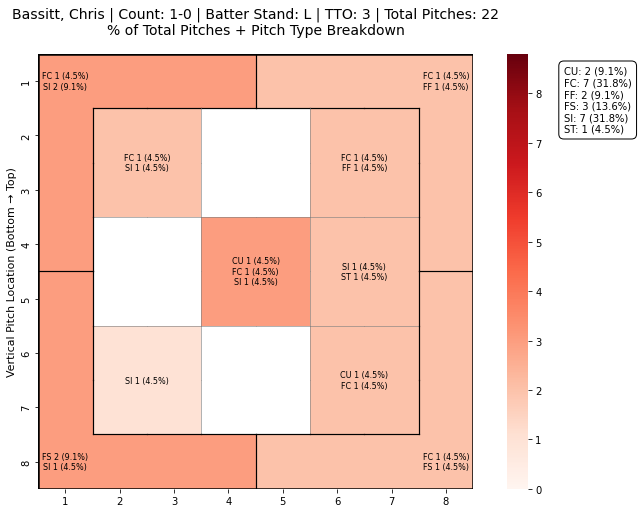 Bassitt, Chris | Count: 1-0 | Batter Stand: L | TTO: 3 | Total Pitches: 22
% of Total Pitches + Pitch Type Breakdown
FC 1 (4.5%)
SI 2 (9.1%)
FC 1 (4.5%)
FF 1 (4.5%)
FC 1 (4.5%)
SI 1 (4.5%)
FC 1 (4.5%)
FF 1 (4.5%)
CU 1 (4.5%)
FC 1 (4.5%)
SI 1 (4.5%)
SI 1 (4.5%)
ST 1 (4.5%)
SI 1 (4.5%)
CU 1 (4.5%)
FC 1 (4.5%)
FS 2 (9.1%)
SI 1 (4.5%)
FC 1 (4.5%)
FS 1 (4.5%)
Vertical Pitch Location (Bottom → Top)
1
2
3
4
5
6
7
8
1 2 3 4 5 6 7 8
8
7
6
5
4
3
2
1
0
CU: 2 (9.1%)
FC: 7 (31.8%)
FF: 2 (9.1%)
FS: 3 (13.6%)
SI: 7 (31.8%)
ST: 1 (4.5%)